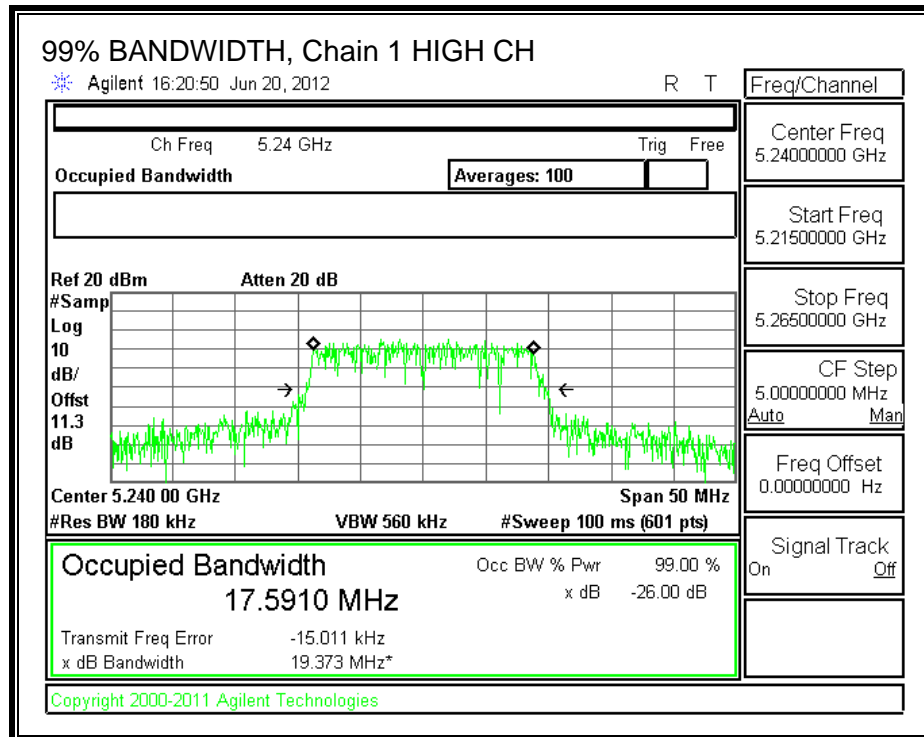 99% BANDWIDTH, Chain 1 HIGH CH
Agilent 16:20:50 Jun 20, 2012 R T
Freq/Channel
Ch Freq 5.24 GHz Trig Free
Occupied Bandwidth Averages: 100
Center Freq
5.24000000 GHz
Start Freq
5.21500000 GHz
Stop Freq
5.26500000 GHz
CF Step
5.00000000 MHz
Auto Man
Freq Offset
0.00000000 Hz
Signal Track
On Off
Ref 20 dBm Atten 20 dB
#Samp
Log
10
dB/
Offst
11.3
dB
Center 5.240 00 GHz Span 50 MHz
#Res BW 180 kHz VBW 560 kHz #Sweep 100 ms (601 pts)
Occupied Bandwidth Occ BW % Pwr 99.00 %
17.5910 MHz x dB -26.00 dB
Transmit Freq Error -15.011 kHz
x dB Bandwidth 19.373 MHz*
Copyright 2000-2011 Agilent Technologies